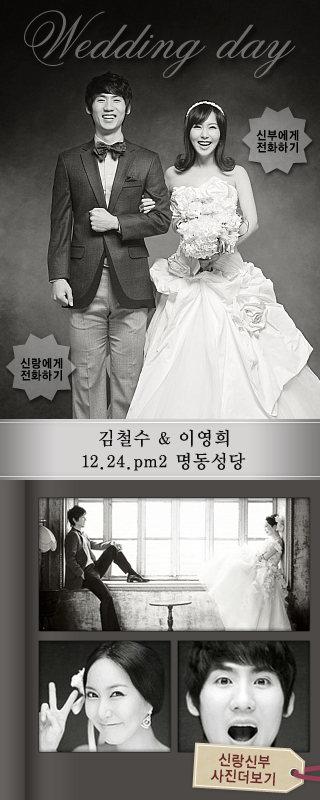 Wedding day
신부에게
전화하기
신랑에게
전화하기
김철수 & 이영희
12.24.pm2 명동성당
신랑신부
사진더보기